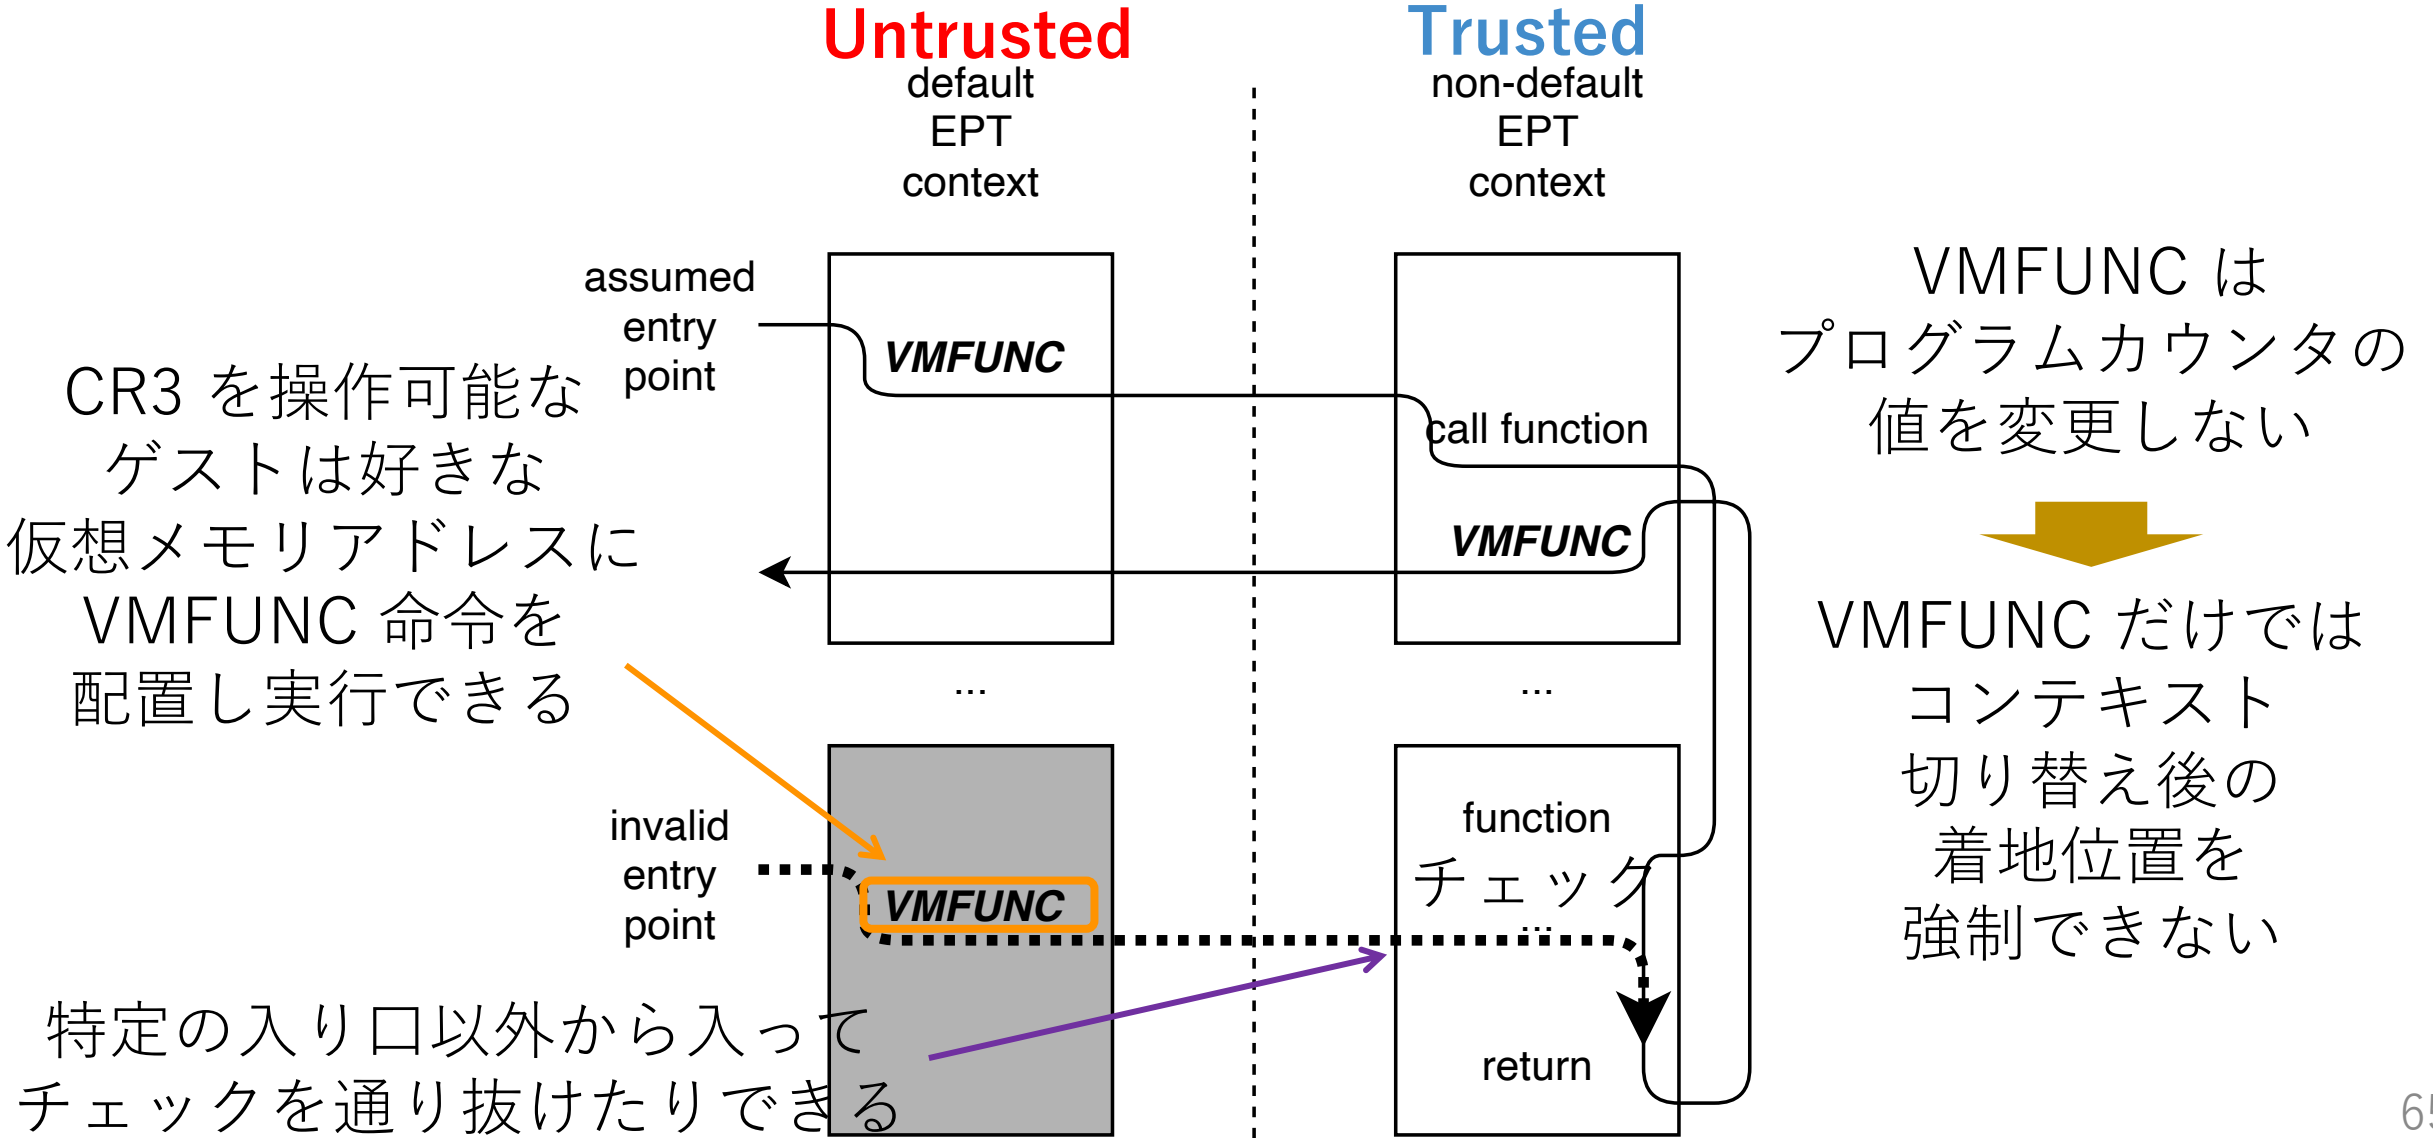 Untrusted
default
EPT
context
Trusted
non-default
EPT
context
assumed
entry
point
VMFUNC
call function
VMFUNC
...
...
CR3 を操作可能な
ゲストは好きな
仮想メモリアドレスに
VMFUNC 命令を
配置し実行できる
VMFUNC は
プログラムカウンタの
値を変更しない
VMFUNC だけでは
コンテキスト
切り替え後の
着地位置を
強制できない
invalid
entry
point
VMFUNC
function
チェック
...
return
特定の入り口以外から入って
チェックを通り抜けたりできる